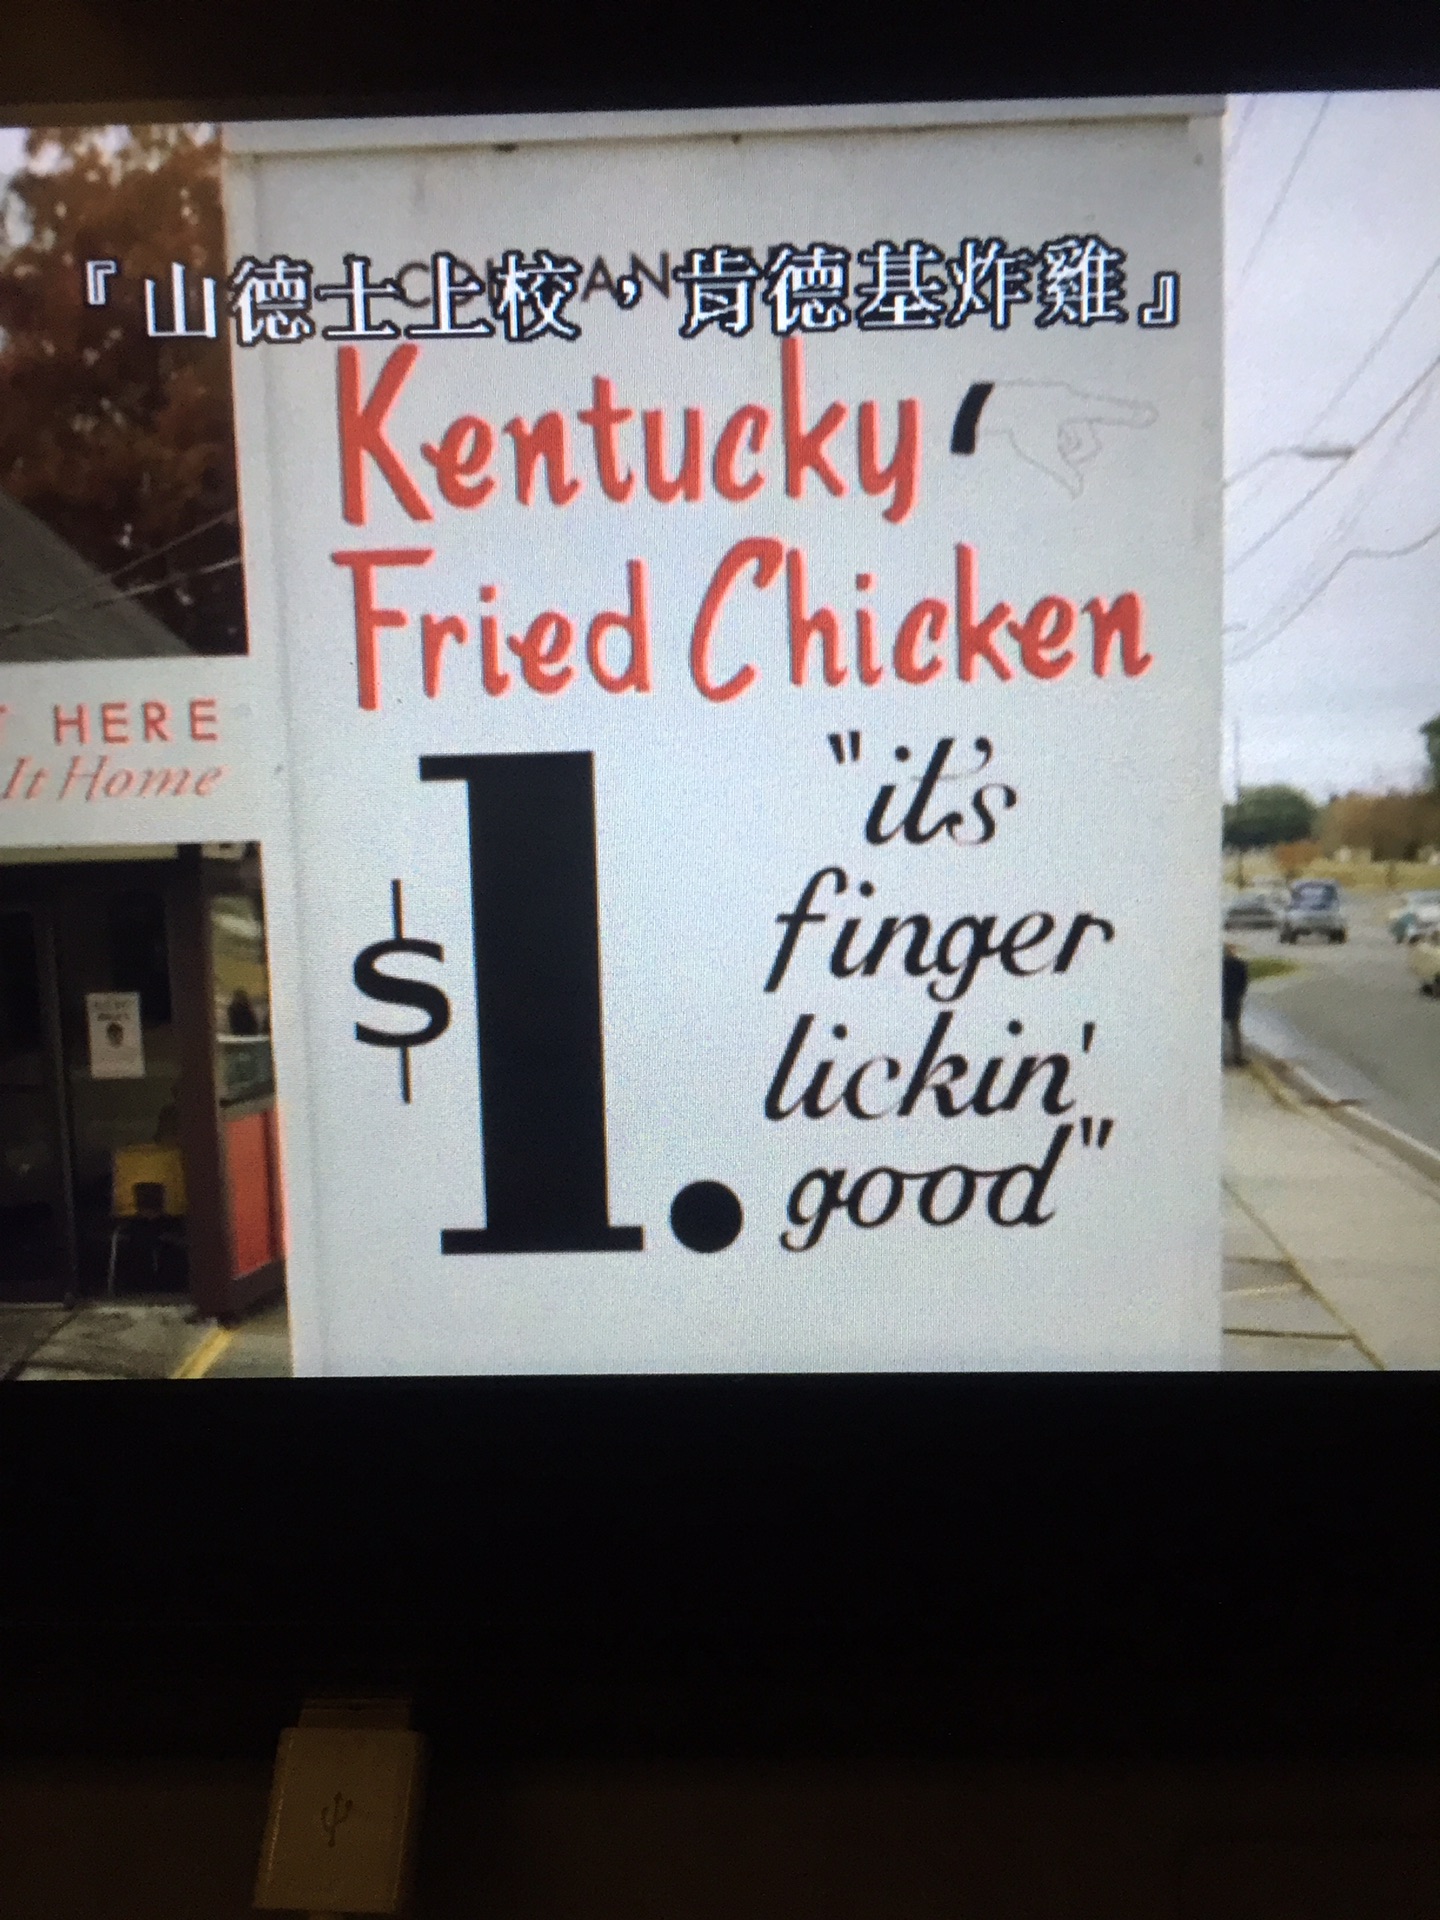 『山德士上校,肯德基炸雞』
Kentucky
Fried Chicken
HERE
It Home
$1.
"it's
finger
lickin'
good"